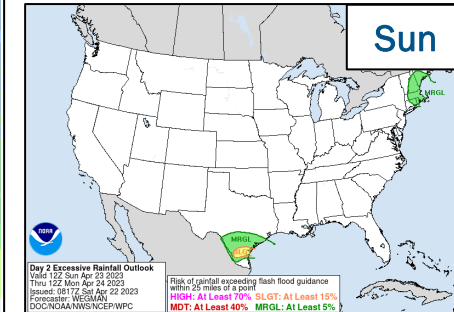 Sun
MRGL
MRGL
SLGT
NOAA
Day 2 Excessive Rainfall Outlook
Valid 12Z Sun Apr 23 2023
Thru 12Z Mon Apr 24 2023
Issued: 0817Z Sat Apr 22 2023
Forecaster: WEGMAN
DOC/NOAA/NWS/NCEP/WPC
Risk of rainfall exceeding flash flood guidance
within 25 miles of a point
HIGH: At Least 70% SLGT: At Least 15%
MDT: At Least 40% MRGL: At Least 5%